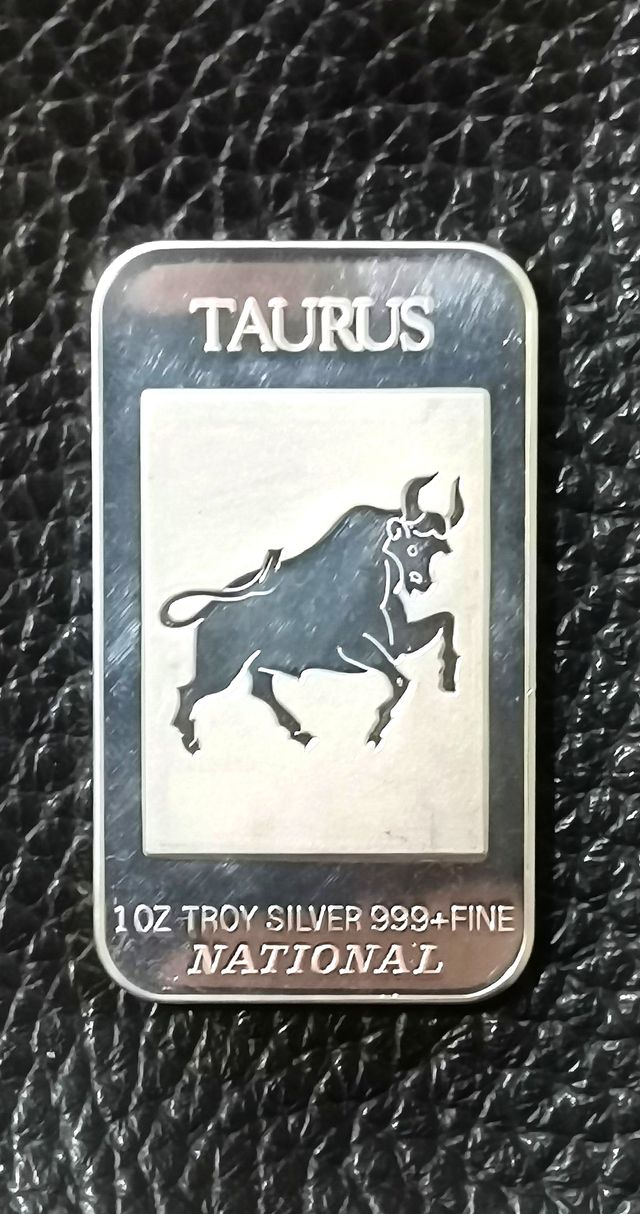 TAURUS
1 OZ TROY SILVER 999+FINE
NATIONAL